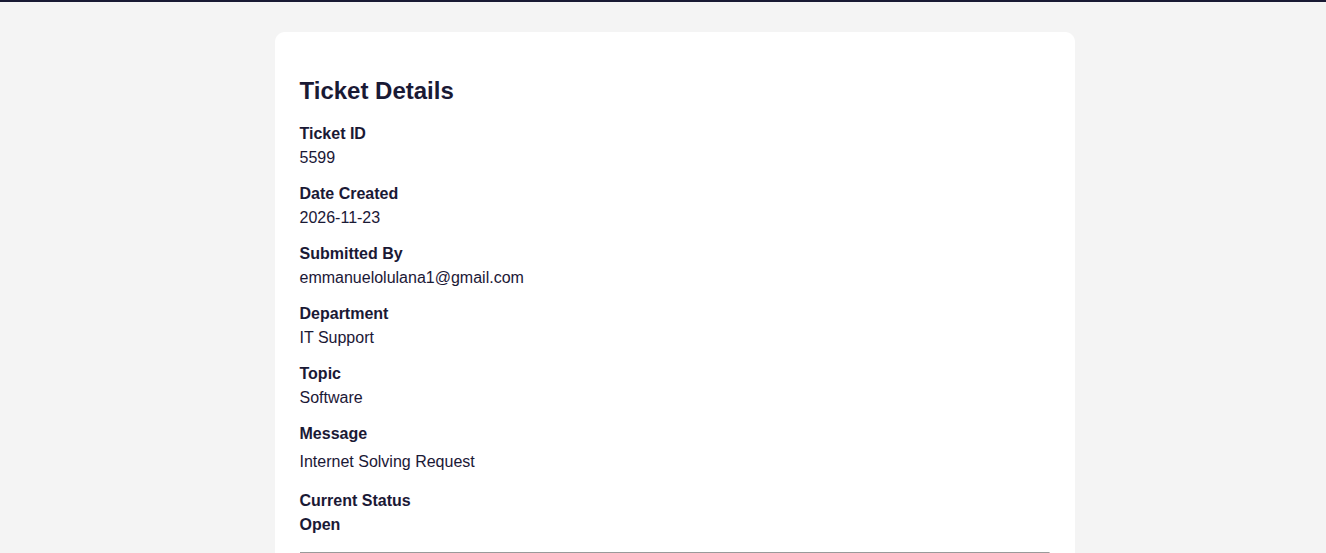 Ticket Details
Ticket ID
5599
Date Created
2026-11-23
Submitted By
emmanuelolulana1@gmail.com
Department
IT Support
Topic
Software
Message
Internet Solving Request
Current Status
Open